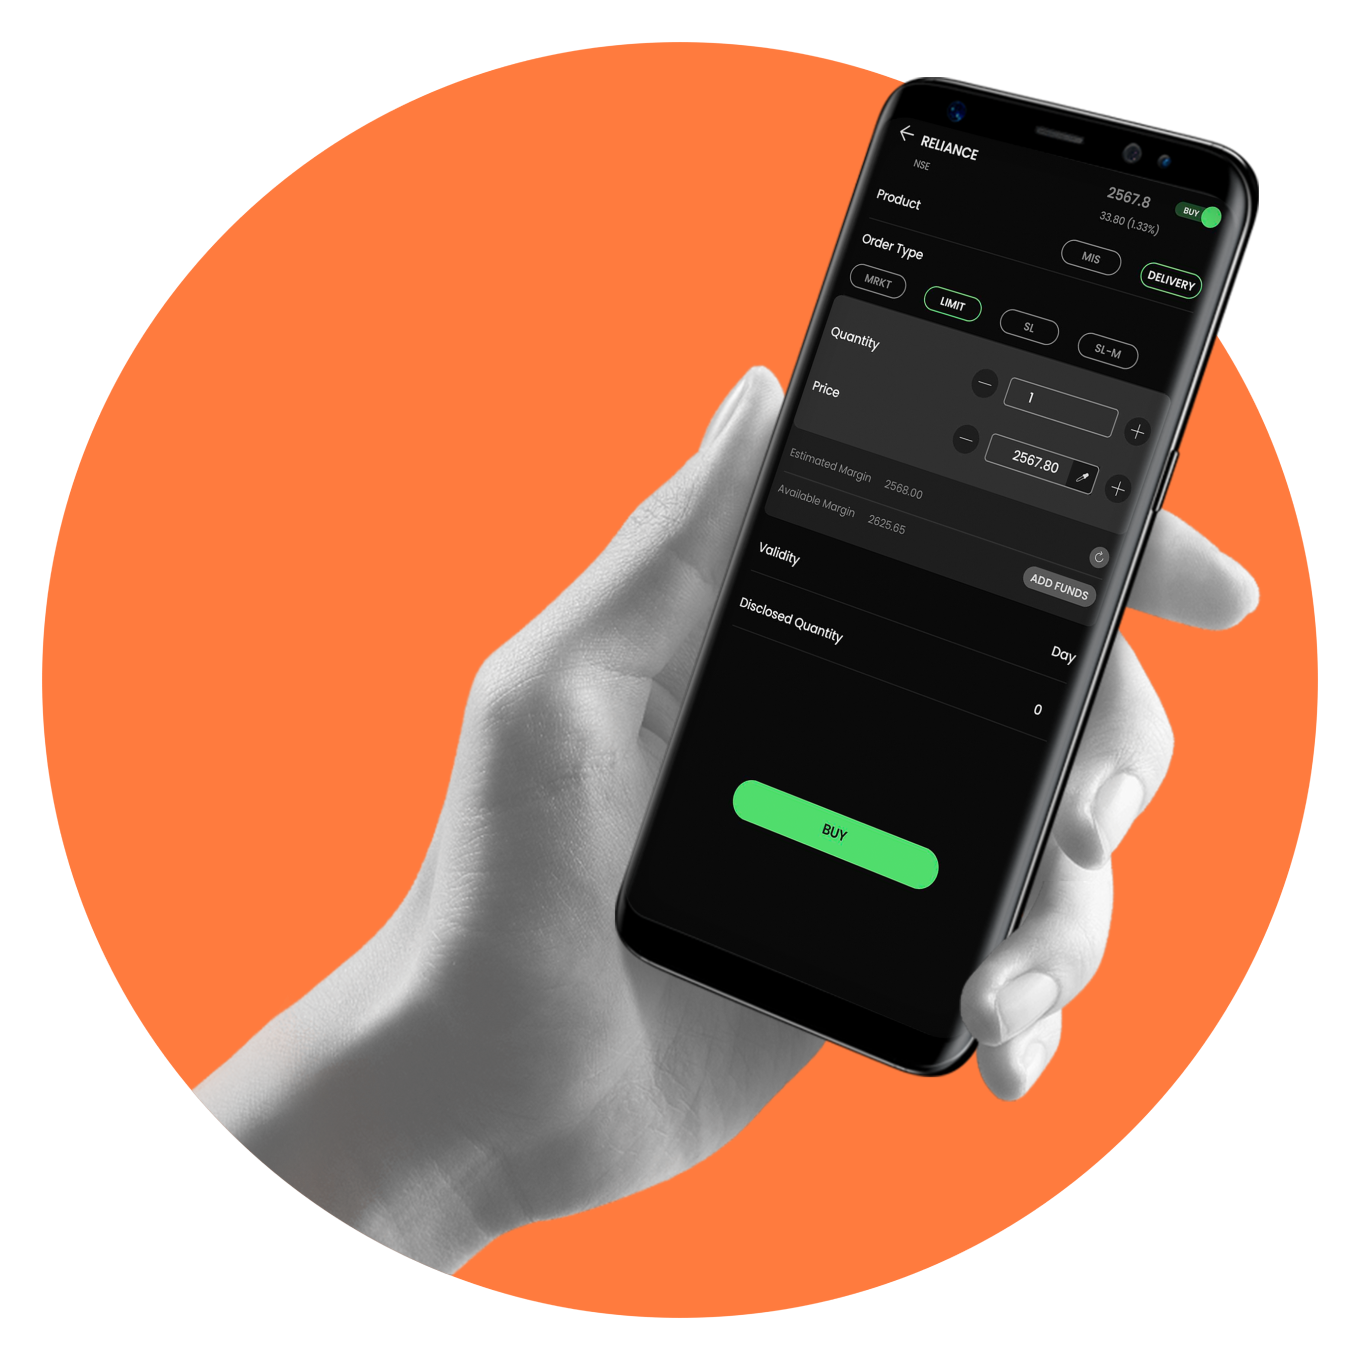 RELIANCE
NSE
2567.8
33.80 (1.33%)
BUY
Product
MIS
DELIVERY
Order Type
MRKT
LIMIT
SL
SL-M
Quantity
1
Price
2567.80
Estimated Margin 2568.00
Available Margin 2625.65
ADD FUNDS
Validity
Day
Disclosed Quantity
0
BUY